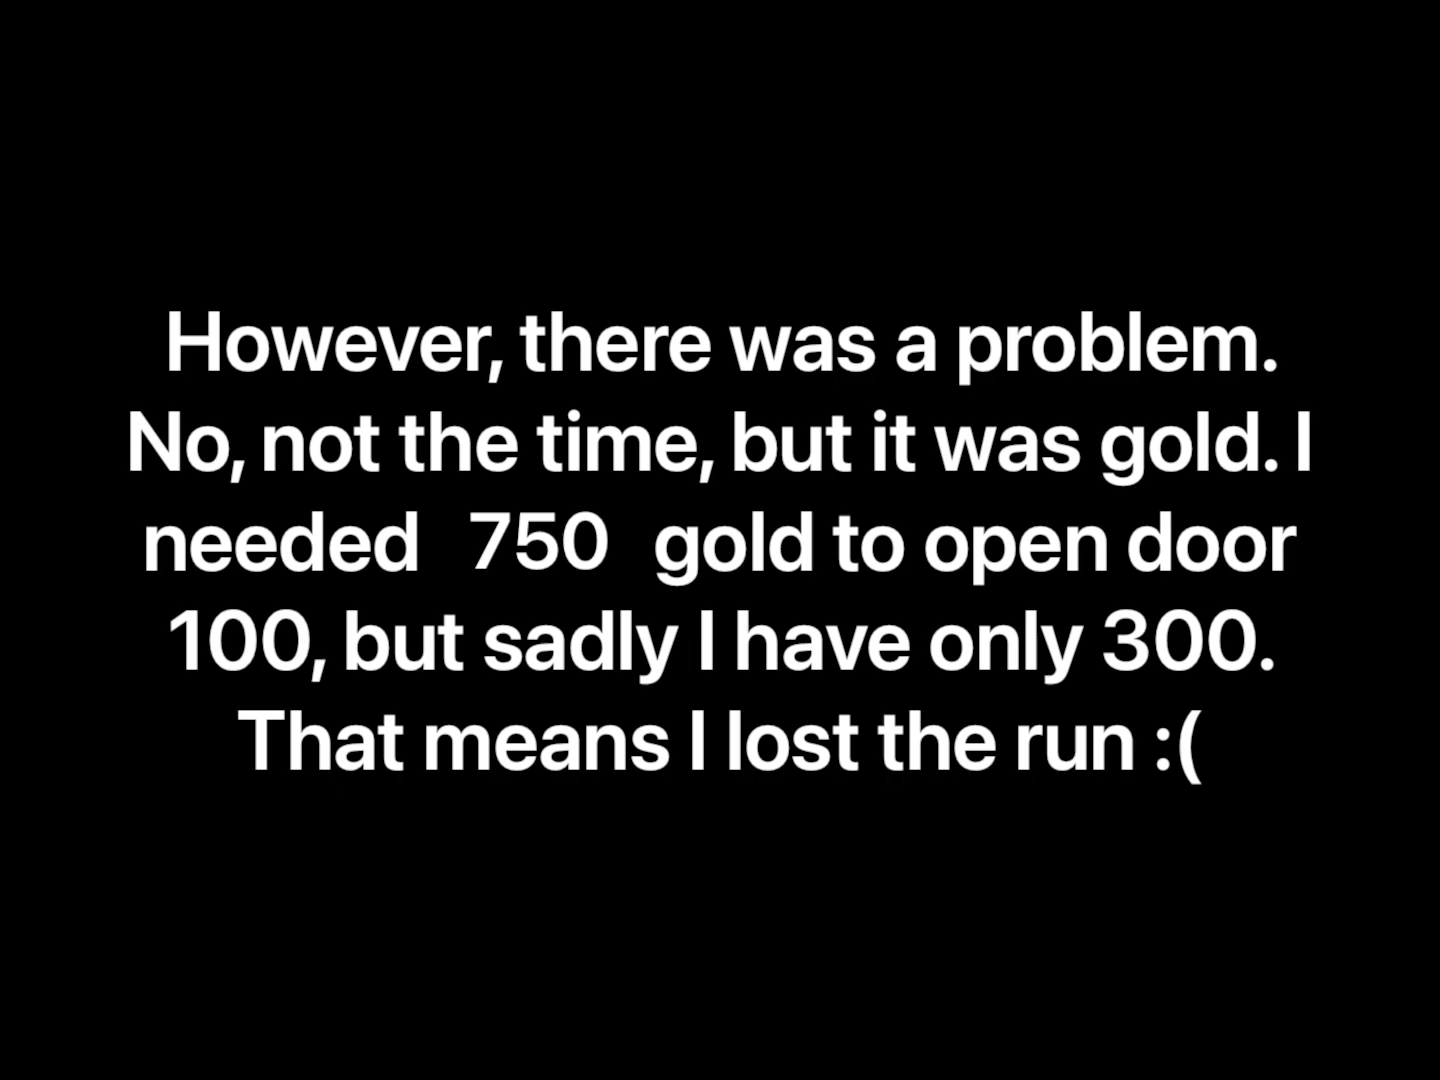 However, there was a problem.
No, not the time, but it was gold. I
needed 750 gold to open door
100, but sadly I have only 300.
That means I lost the run :(